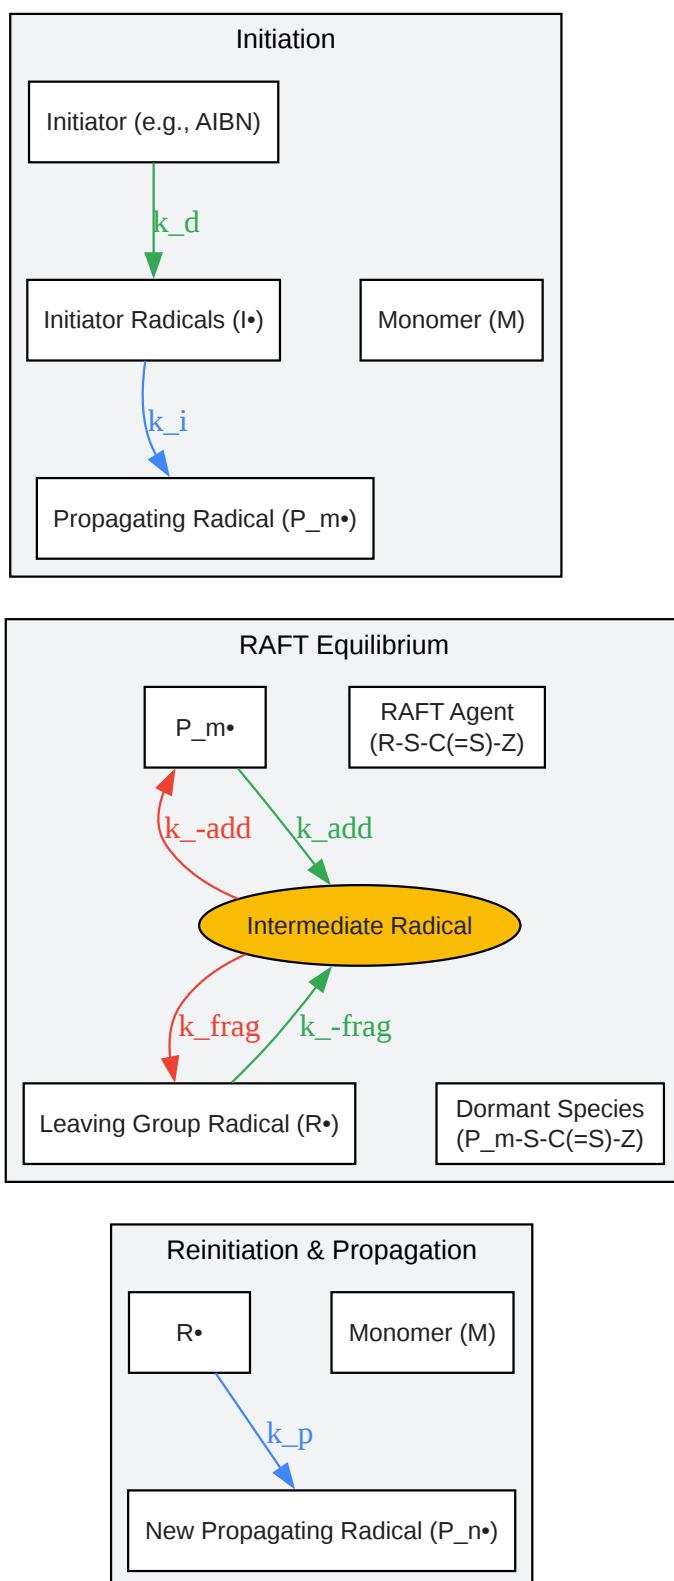 Initiation
Initiator (e.g., AIBN)
k_d
Initiator Radicals (I•)
Monomer (M)
k_i
Propagating Radical (P_m•)
RAFT Equilibrium
P_m•
RAFT Agent
(R-S-C(=S)-Z)
k_-add
k_add
Intermediate Radical
k_frag
k_-frag
Leaving Group Radical (R•)
Dormant Species
(P_m-S-C(=S)-Z)
Reinitiation & Propagation
R•
Monomer (M)
k_p
New Propagating Radical (P_n•)